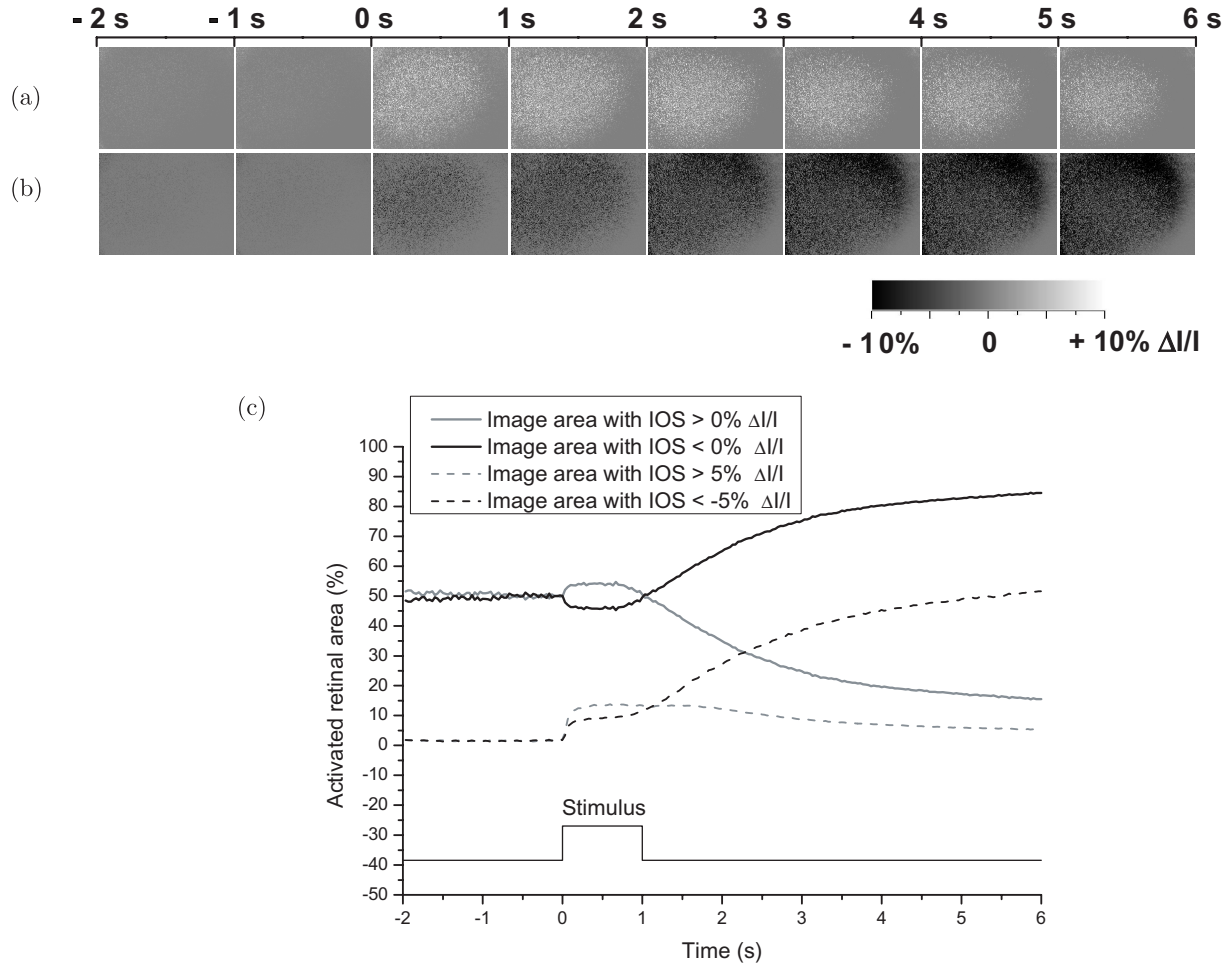 - 2 s - 1 s 0 s 1 s 2 s 3 s 4 s 5 s 6 s
(a)
(b)
- 10% 0 + 10% ΔI/I
(c)
Image area with IOS > 0% ΔI/I
Image area with IOS < 0% ΔI/I
Image area with IOS > 5% ΔI/I
Image area with IOS < -5% ΔI/I
100
90
80
70
60
50
40
30
20
10
0
-10
-20
-30
-40
-50
Activated retinal area (%)
Stimulus
-2 -1 0 1 2 3 4 5 6
Time (s)